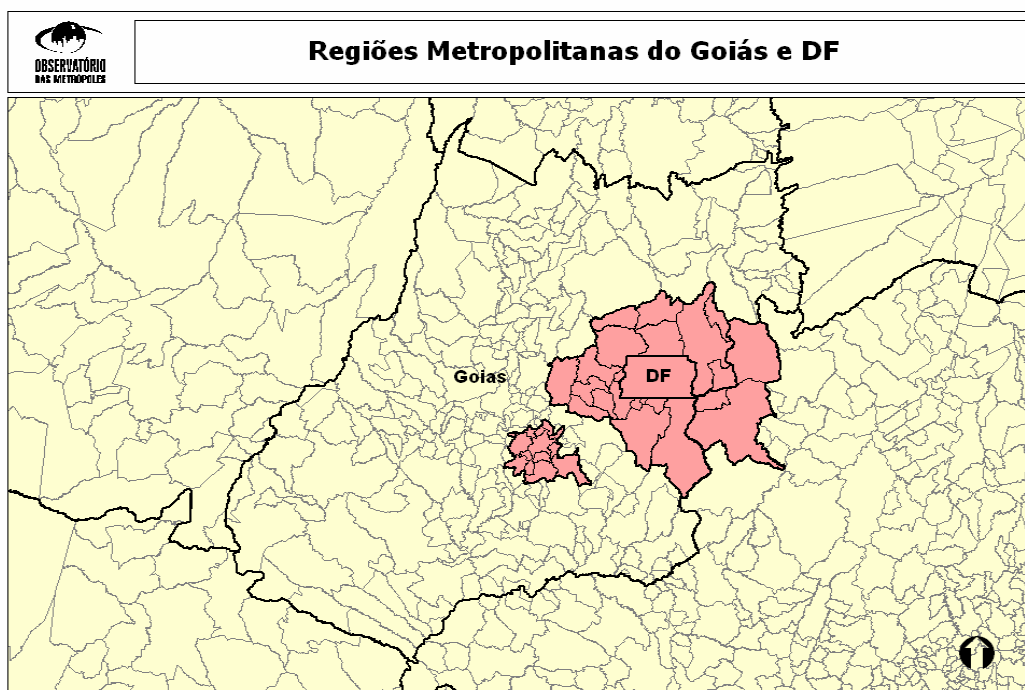 Regiões Metropolitanas do Goiás e DF
OBSERVATÓRIO
DAS METRÓPOLES
Goias
DF